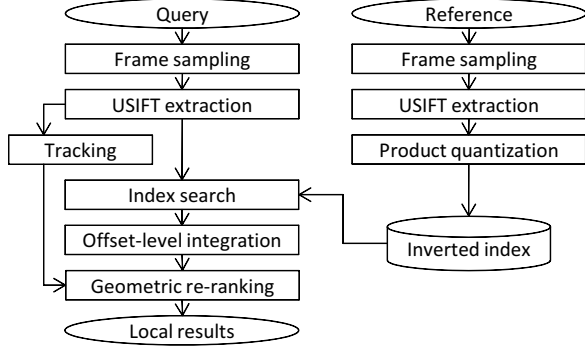 Query
Frame sampling
USIFT extraction
Tracking
Index search
Offset-level integration
Geometric re-ranking
Local results
Reference
Frame sampling
USIFT extraction
Product quantization
Inverted index